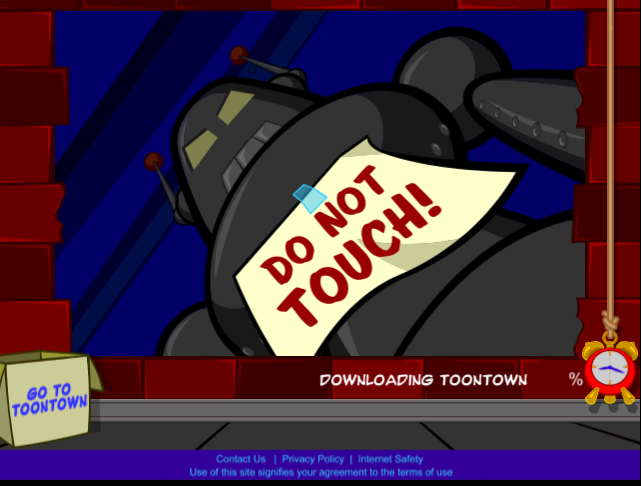 DO NOT
TOUCH!
GO TO
TOONTOWN
DOWNLOADING TOONTOWN %
Contact Us | Privacy Policy | Internet Safety
Use of this site signifies your agreement to the terms of use